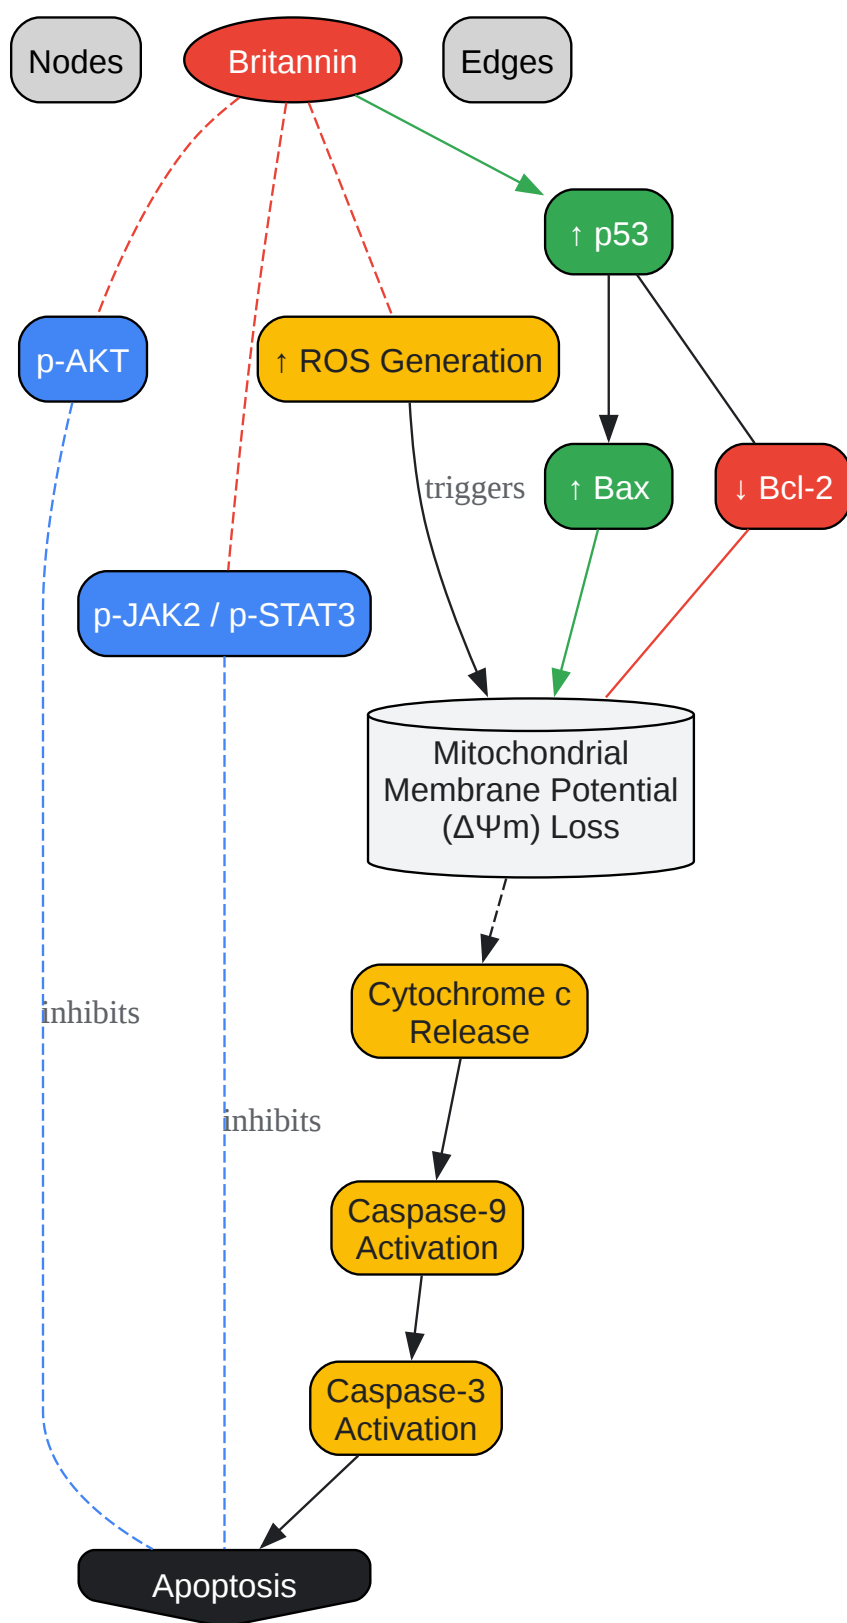 Nodes
Britannin
Edges
↑ p53
p-AKT
↑ ROS Generation
triggers
↑ Bax
↓ Bcl-2
p-JAK2 / p-STAT3
Mitochondrial
Membrane Potential
(ΔΨm) Loss
Cytochrome c
Release
inhibits
inhibits
Caspase-9
Activation
Caspase-3
Activation
Apoptosis